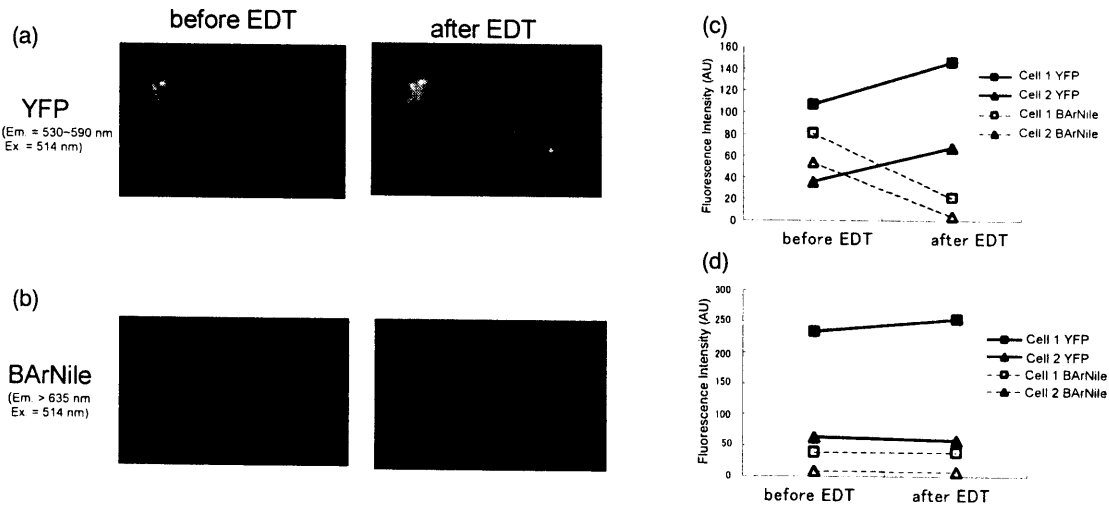 before EDT
after EDT
(a)
YFP
(Em. = 530~590 nm
Ex. = 514 nm)
(b)
BArNile
(Em. > 635 nm
Ex. = 514 nm)
(c)
Fluorescence Intensity (AU)
160
140
120
100
80
60
40
20
0
before EDT
after EDT
Cell 1 YFP
Cell 2 YFP
Cell 1 BArNile
Cell 2 BArNile
(d)
Fluorescence Intensity (AU)
300
250
200
150
100
50
0
before EDT
after EDT
Cell 1 YFP
Cell 2 YFP
Cell 1 BArNile
Cell 2 BArNile